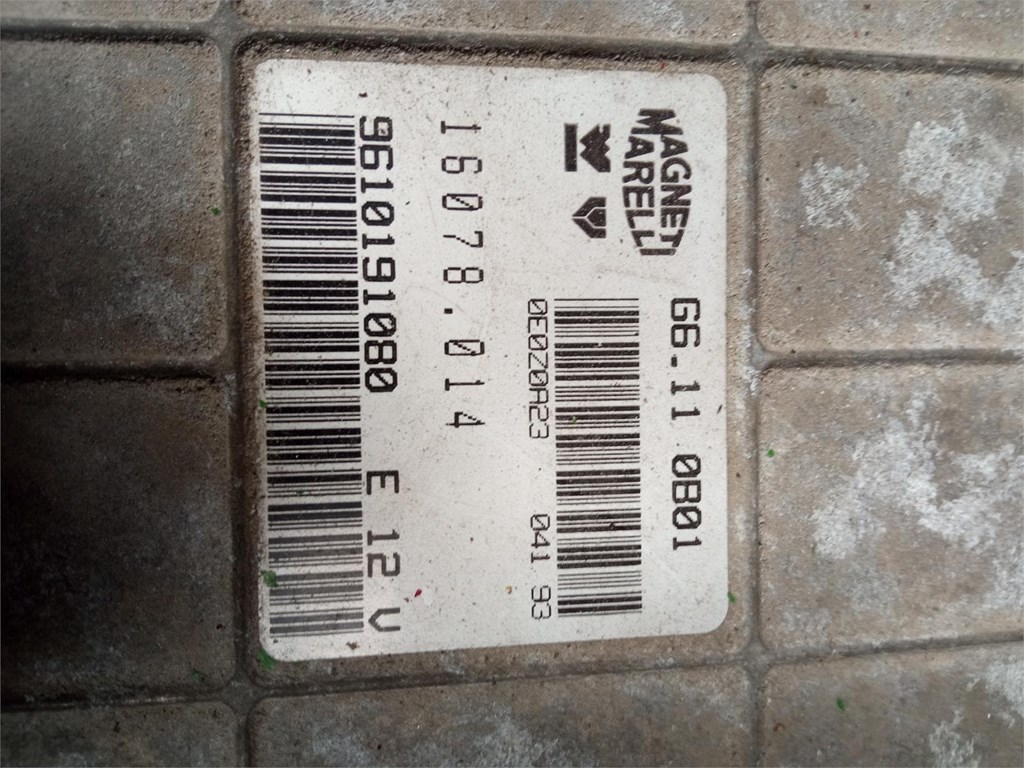 MAGNETI
MARELLI
G6.11 0B01
0E0Z0A23 041 93
16078.014
9610191080 E 12 V